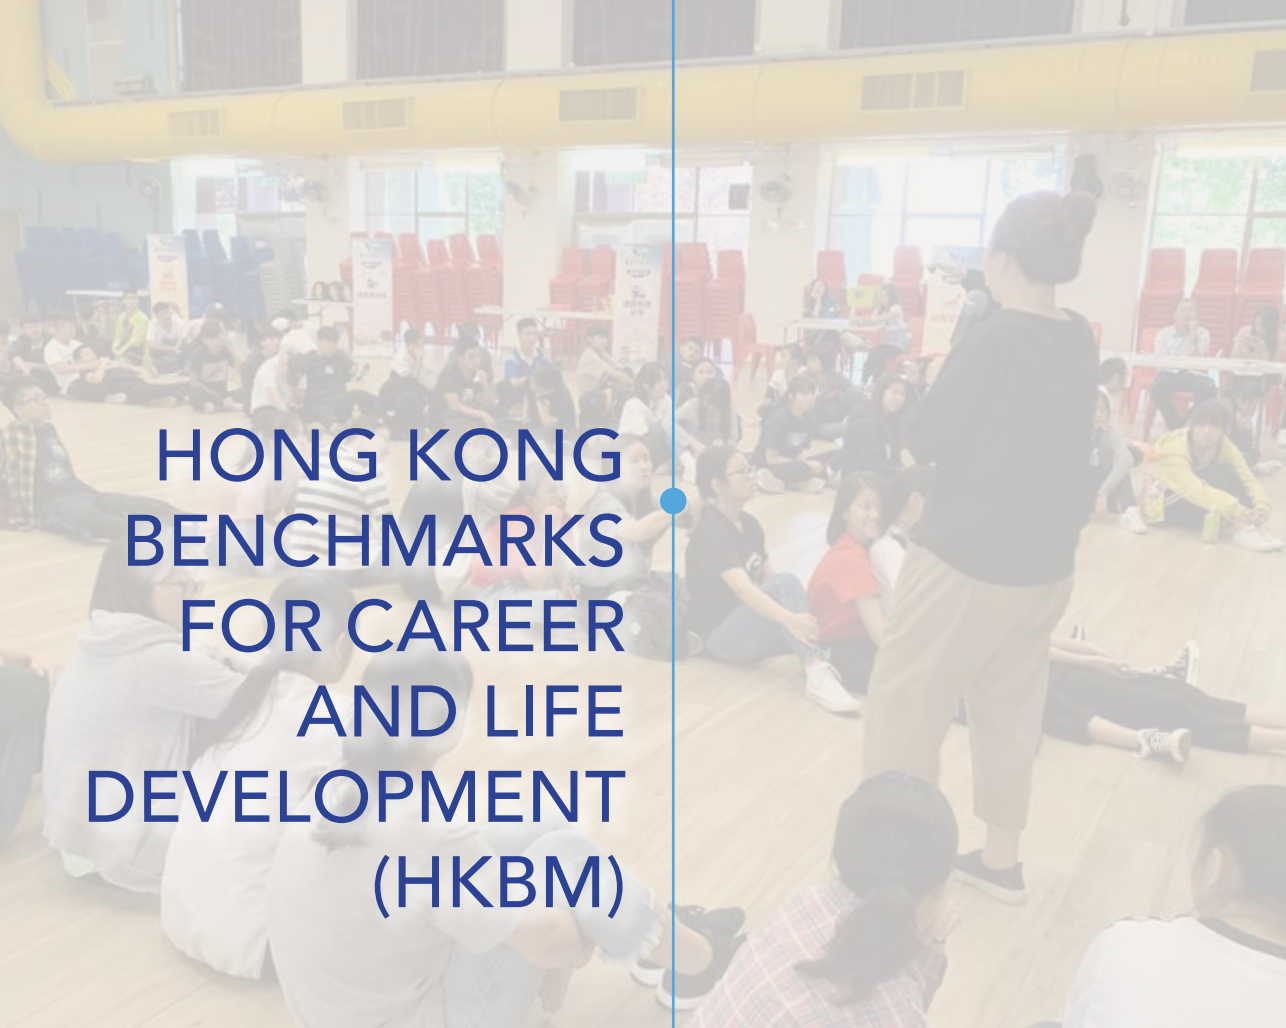 HONG KONG
BENCHMARKS
FOR CAREER
AND LIFE
DEVELOPMENT
(HKBM)